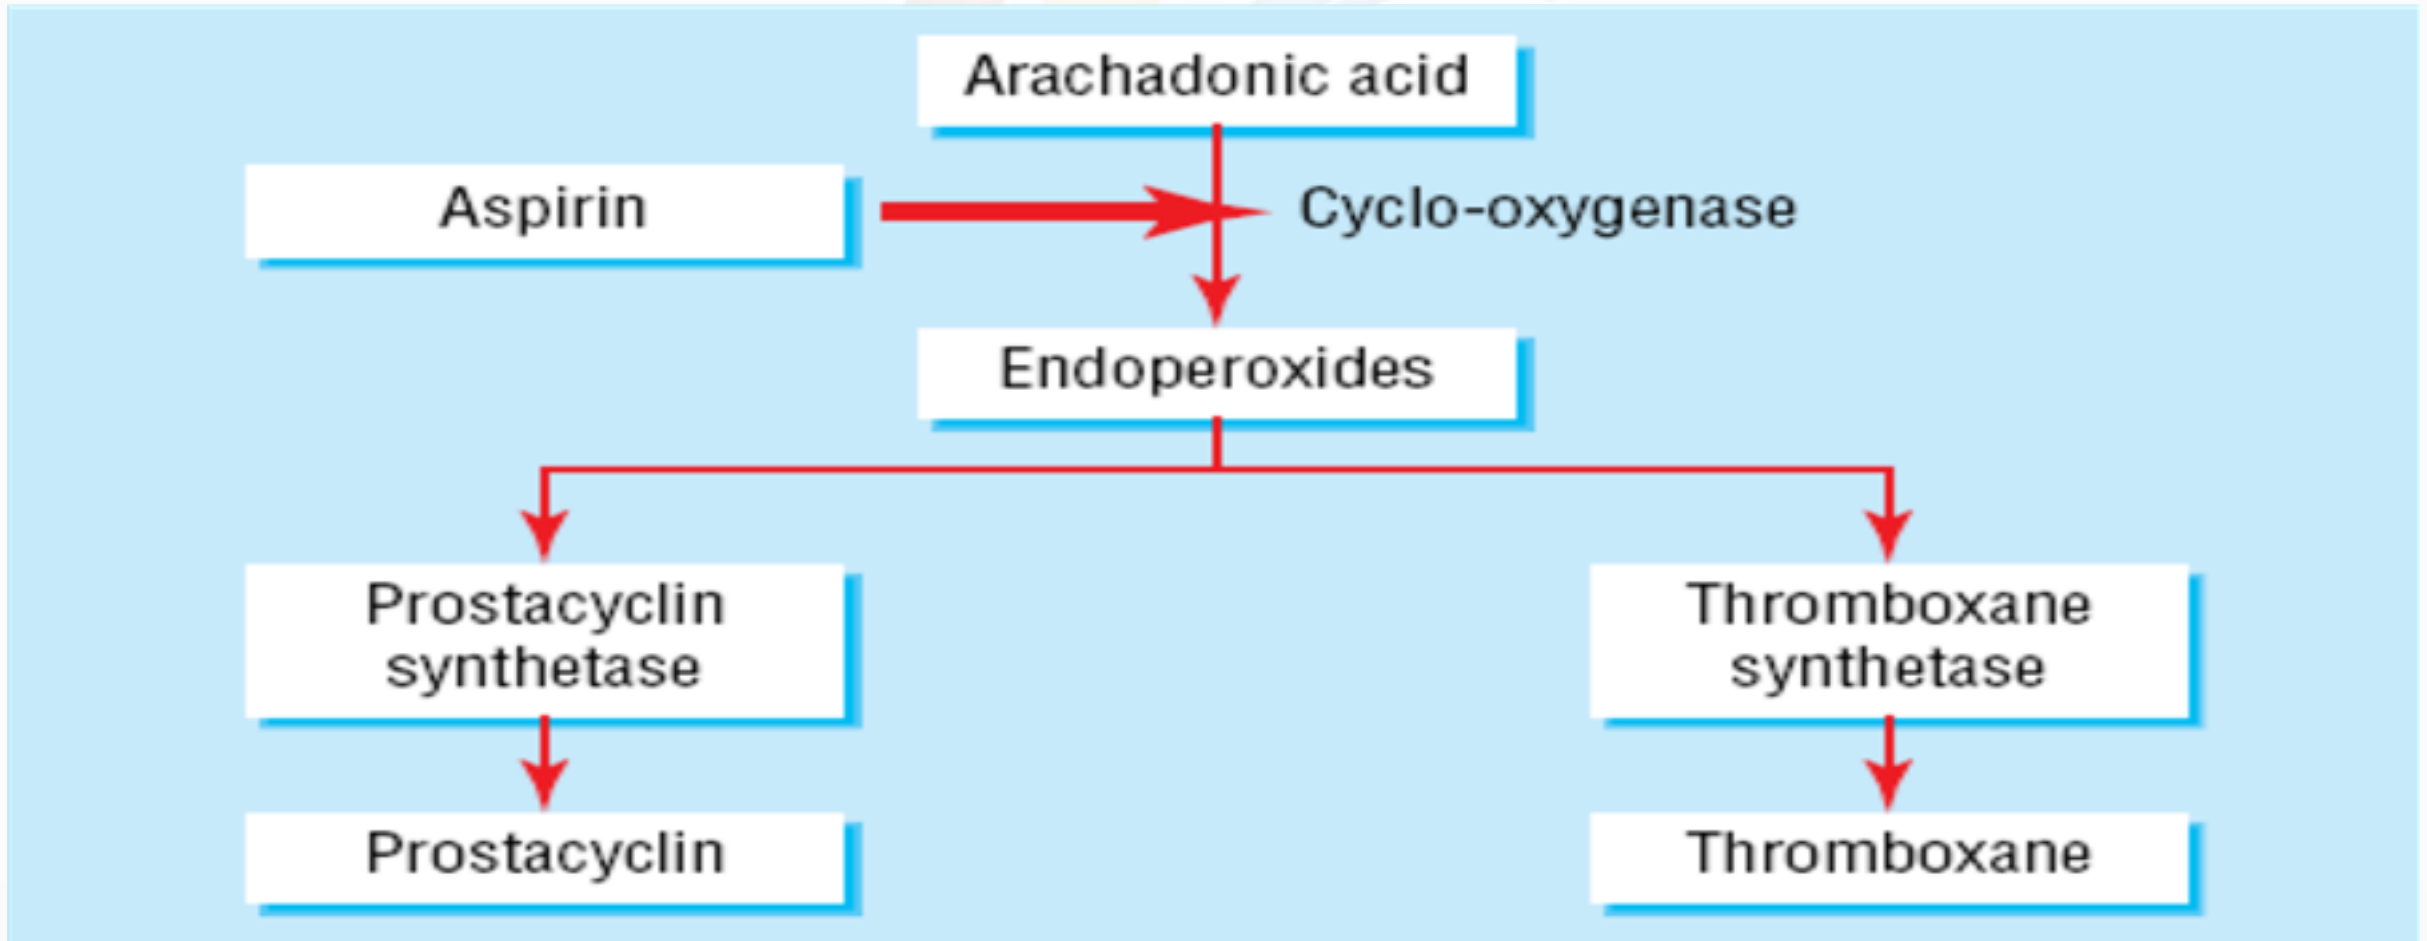 Arachadonic acid
Aspirin
Cyclo-oxygenase
Endoperoxides
Prostacyclin
synthetase
Thromboxane
synthetase
Prostacyclin
Thromboxane